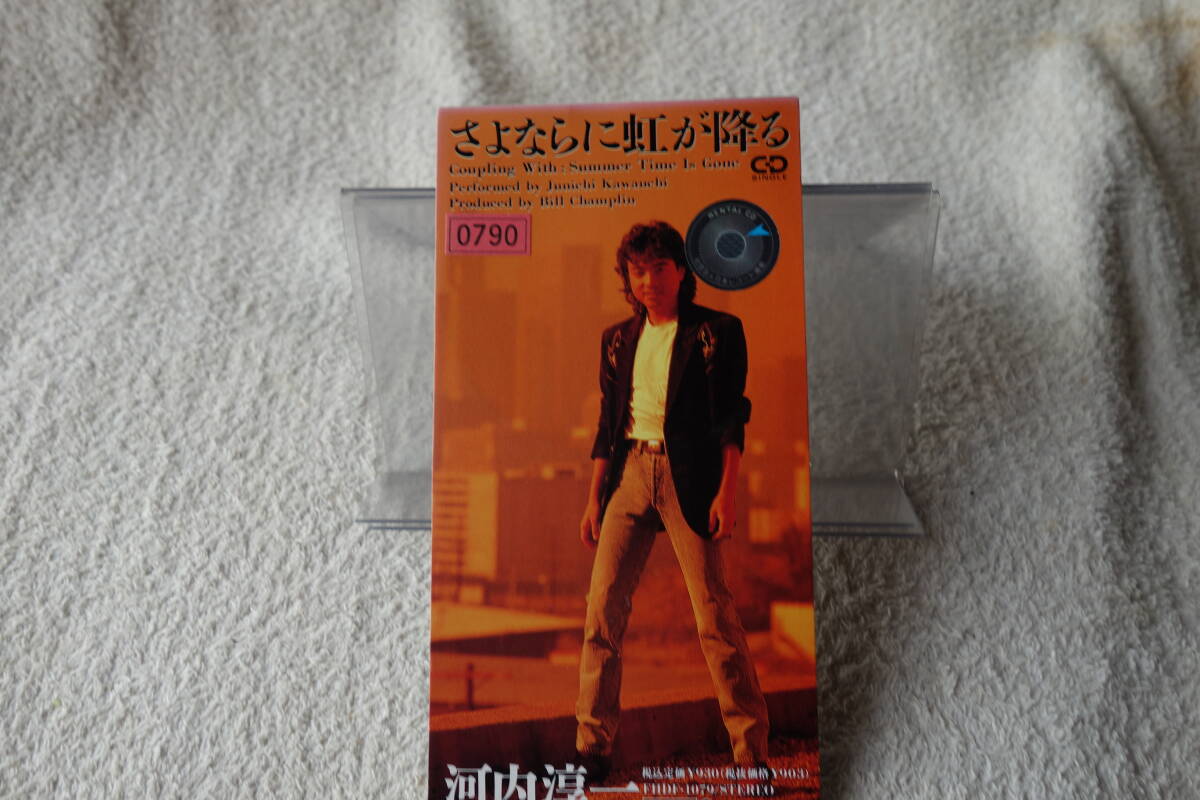 さよならに虹が降る
Coupling With : Summer Time Is Gone
Performed by Junichi Kawauchi
Produced by Bill Champlin
CD
SINGLE
0790
RENTAL CD
河内淳一
税込定価¥930(税抜価格¥903)
FHDF-1079/STEREO